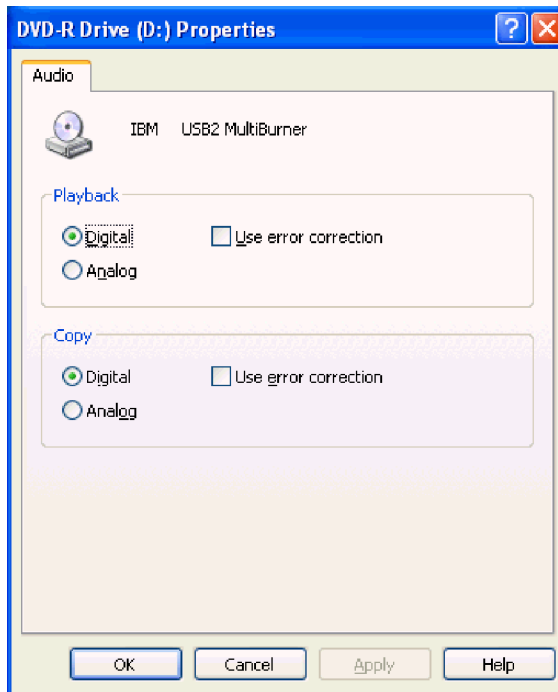 DVD-R Drive (D:) Properties
Audio
IBM USB2 MultiBurner
Playback
Digital Use error correction
Analog
Copy
Digital Use error correction
Analog
OK Cancel Apply Help